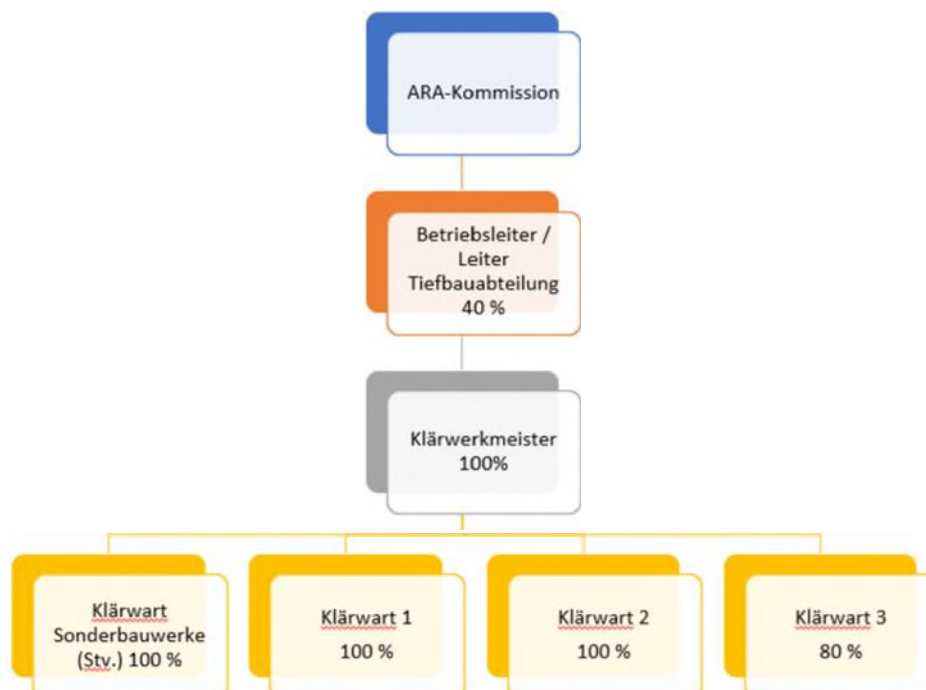 ARA-Kommission
Betriebsleiter /
Leiter
Tiefbauabteilung
40 %
Klärwerkmeister
100%
Klärwart
Sonderbauwerke
(Stv.) 100 %
Klärwart 1
100 %
Klärwart 2
100 %
Klärwart 3
80 %